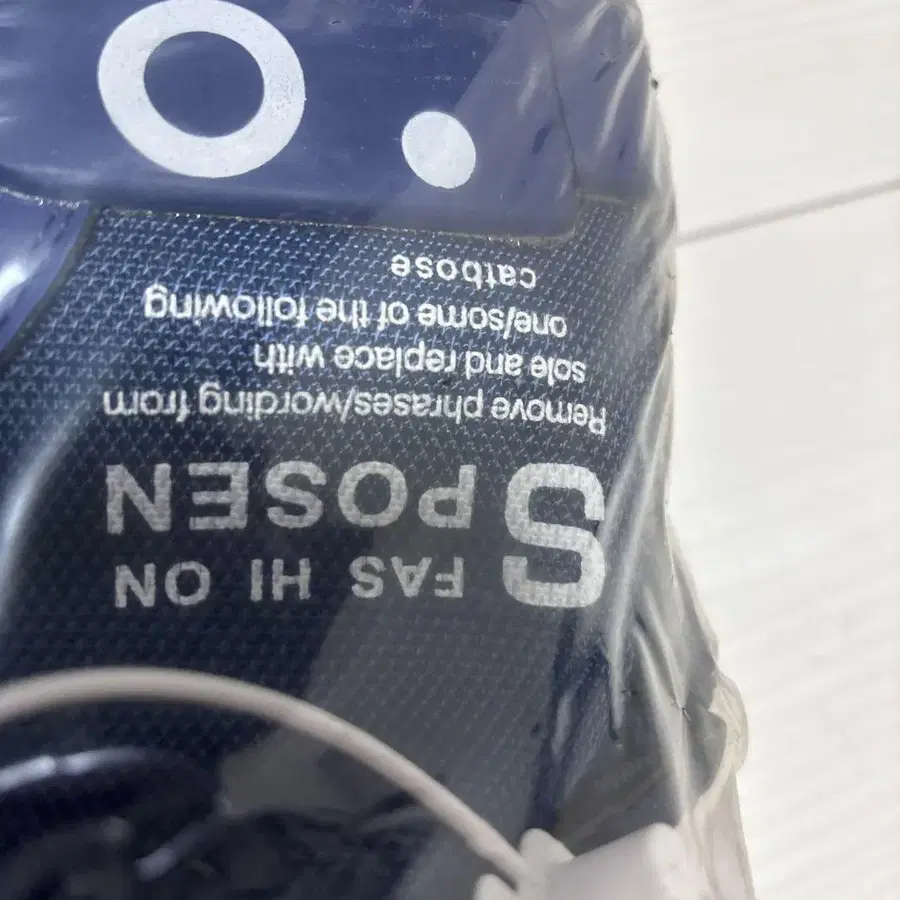 FAS HI ON
S POSEN
Remove phrases/wording from
sole and replace with
one/some of the following
catbose